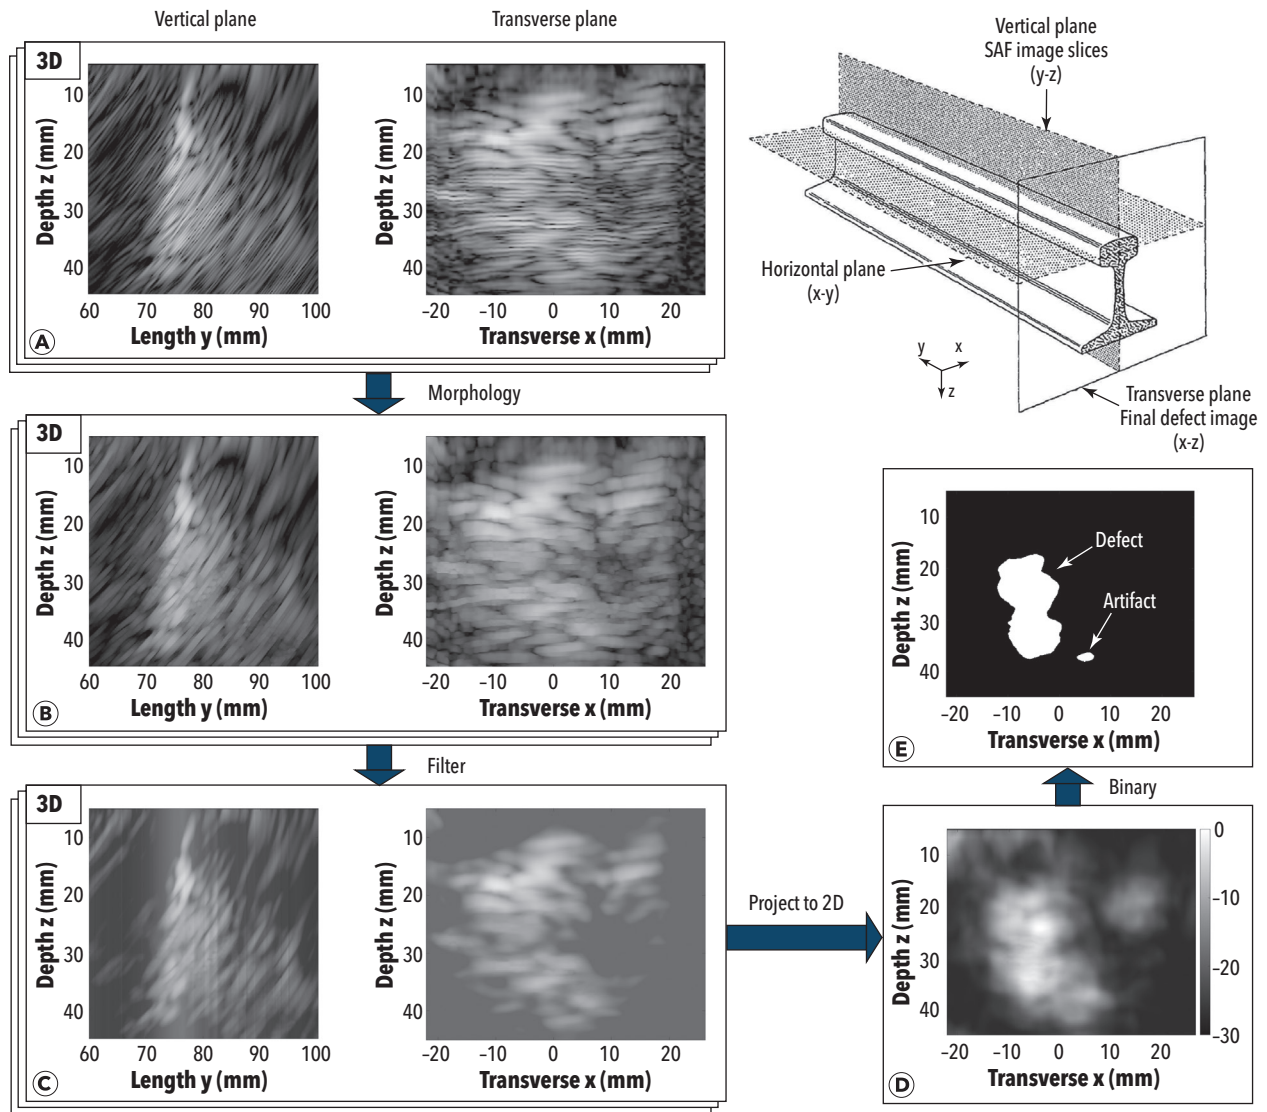 Vertical plane
Transverse plane
3D
Depth z (mm)
10
20
30
40
60 70 80 90 100
Length y (mm)
Depth z (mm)
10
20
30
40
–20 –10 0 10 20
Transverse x (mm)
A
Vertical plane
SAF image slices
(y-z)
Horizontal plane
(x-y)
y x
z
Transverse plane
Final defect image
(x-z)
Morphology
3D
Depth z (mm)
10
20
30
40
60 70 80 90 100
Length y (mm)
Depth z (mm)
10
20
30
40
–20 –10 0 10 20
Transverse x (mm)
B
Filter
3D
Depth z (mm)
10
20
30
40
60 70 80 90 100
Length y (mm)
Depth z (mm)
10
20
30
40
–20 –10 0 10 20
Transverse x (mm)
C
Project to 2D
Depth z (mm)
10
20
30
40
–20 –10 0 10 20
Transverse x (mm)
0
–10
–20
–30
D
Binary
Depth z (mm)
10
20
30
40
Defect
Artifact
–20 –10 0 10 20
Transverse x (mm)
E